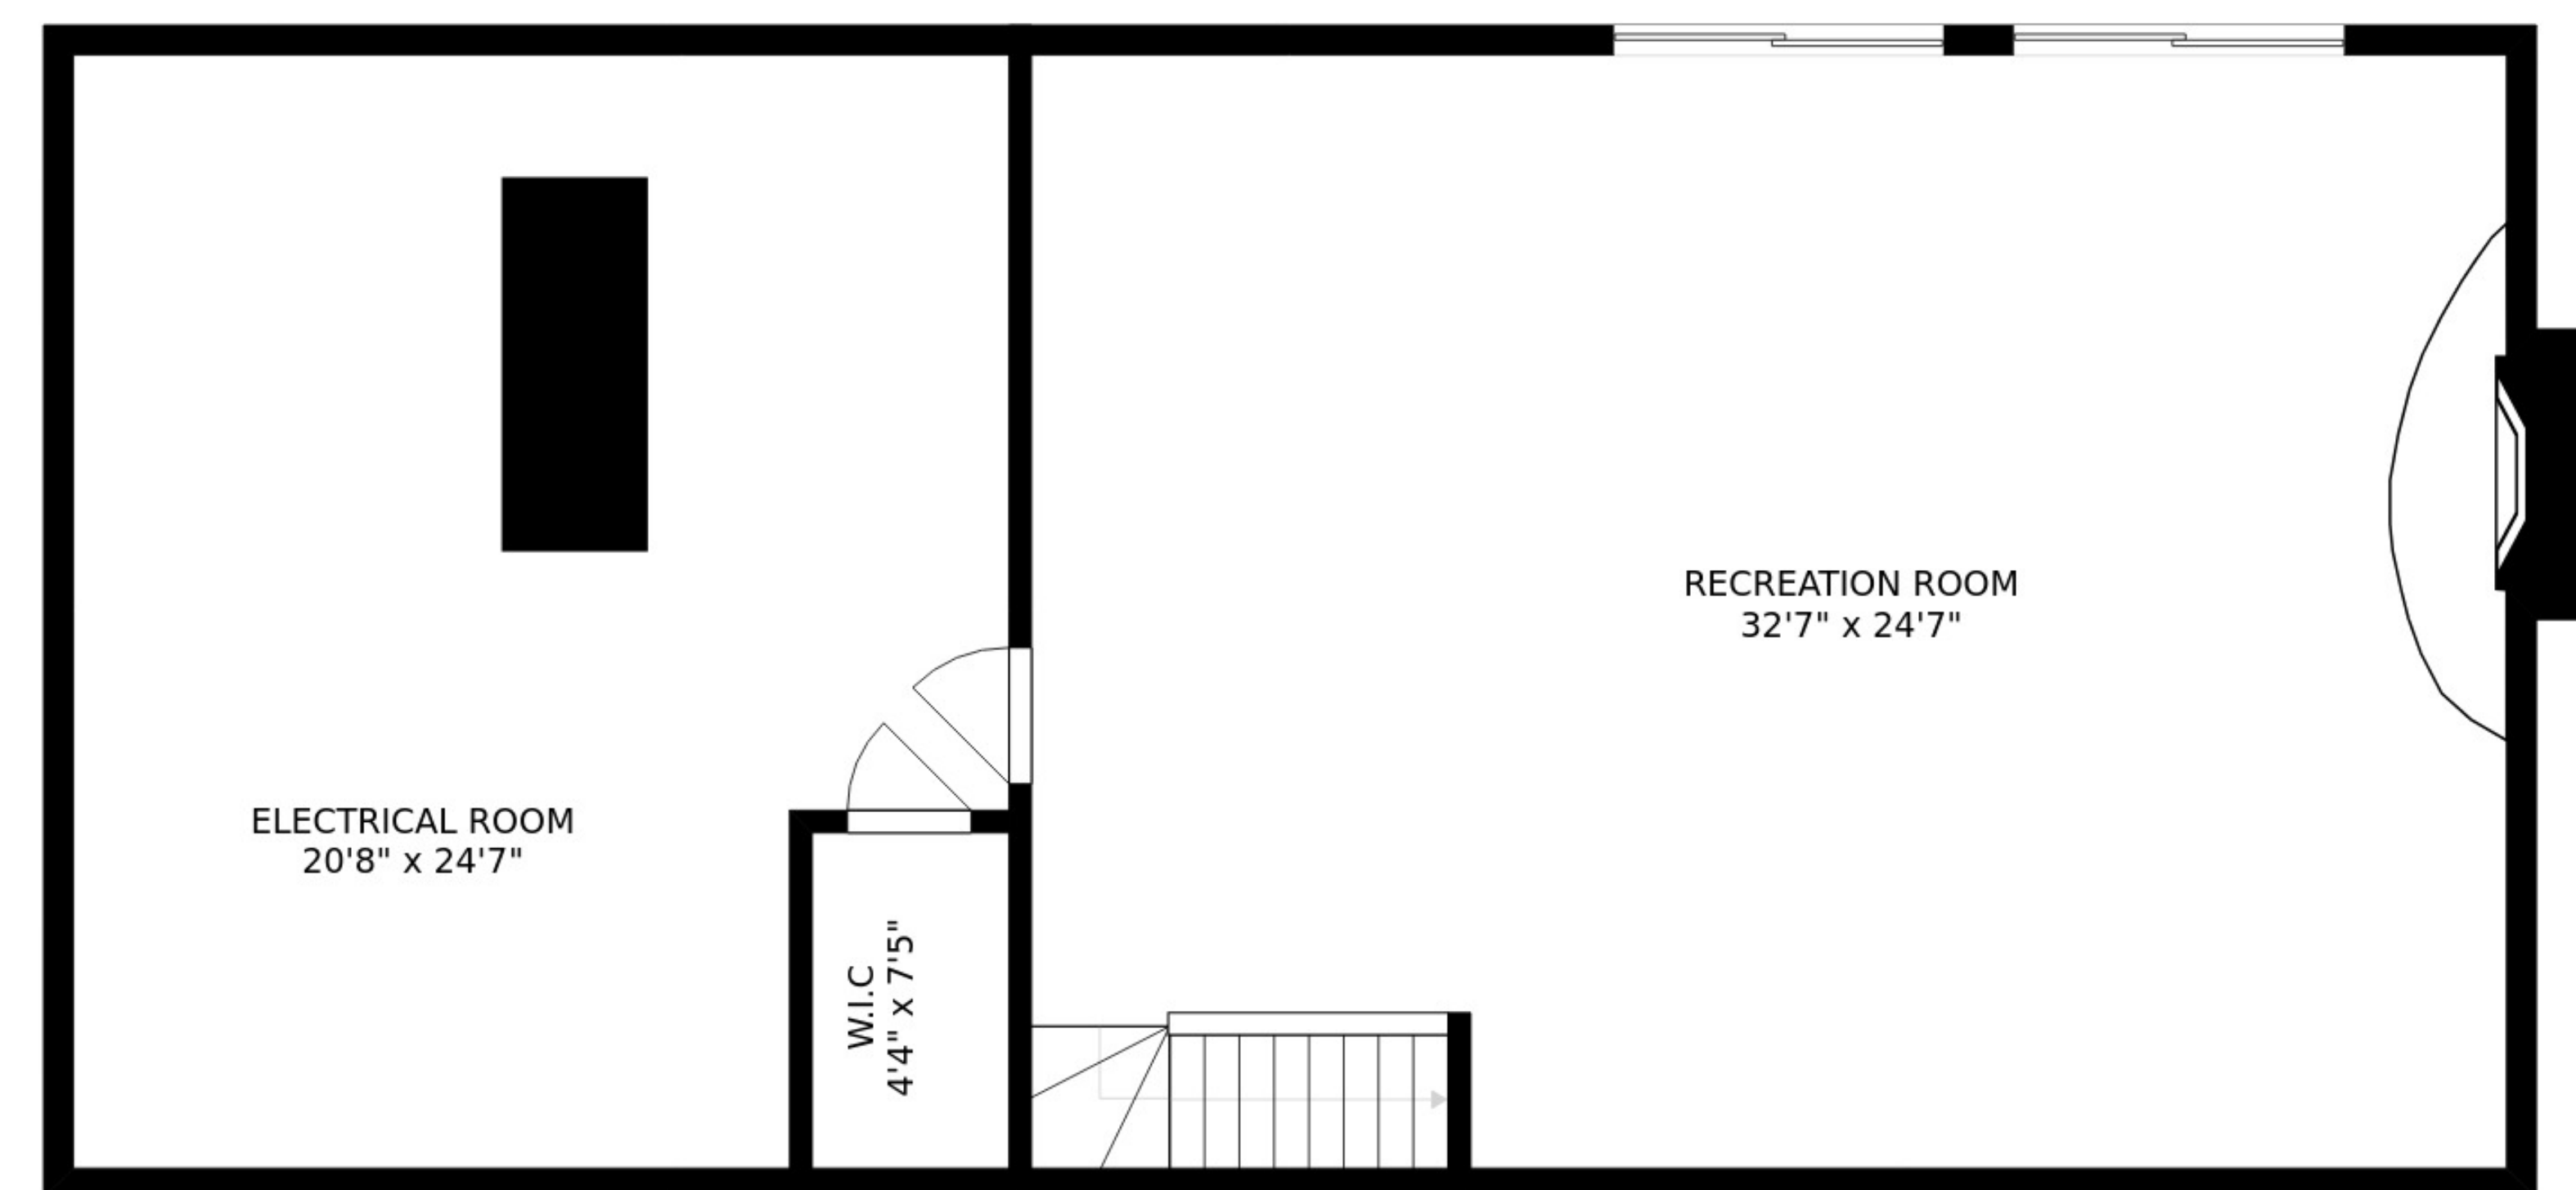 RECREATION ROOM
32'7" x 24'7"
ELECTRICAL ROOM
20'8" x 24'7"
W.I.C
4'4" x 7'5"